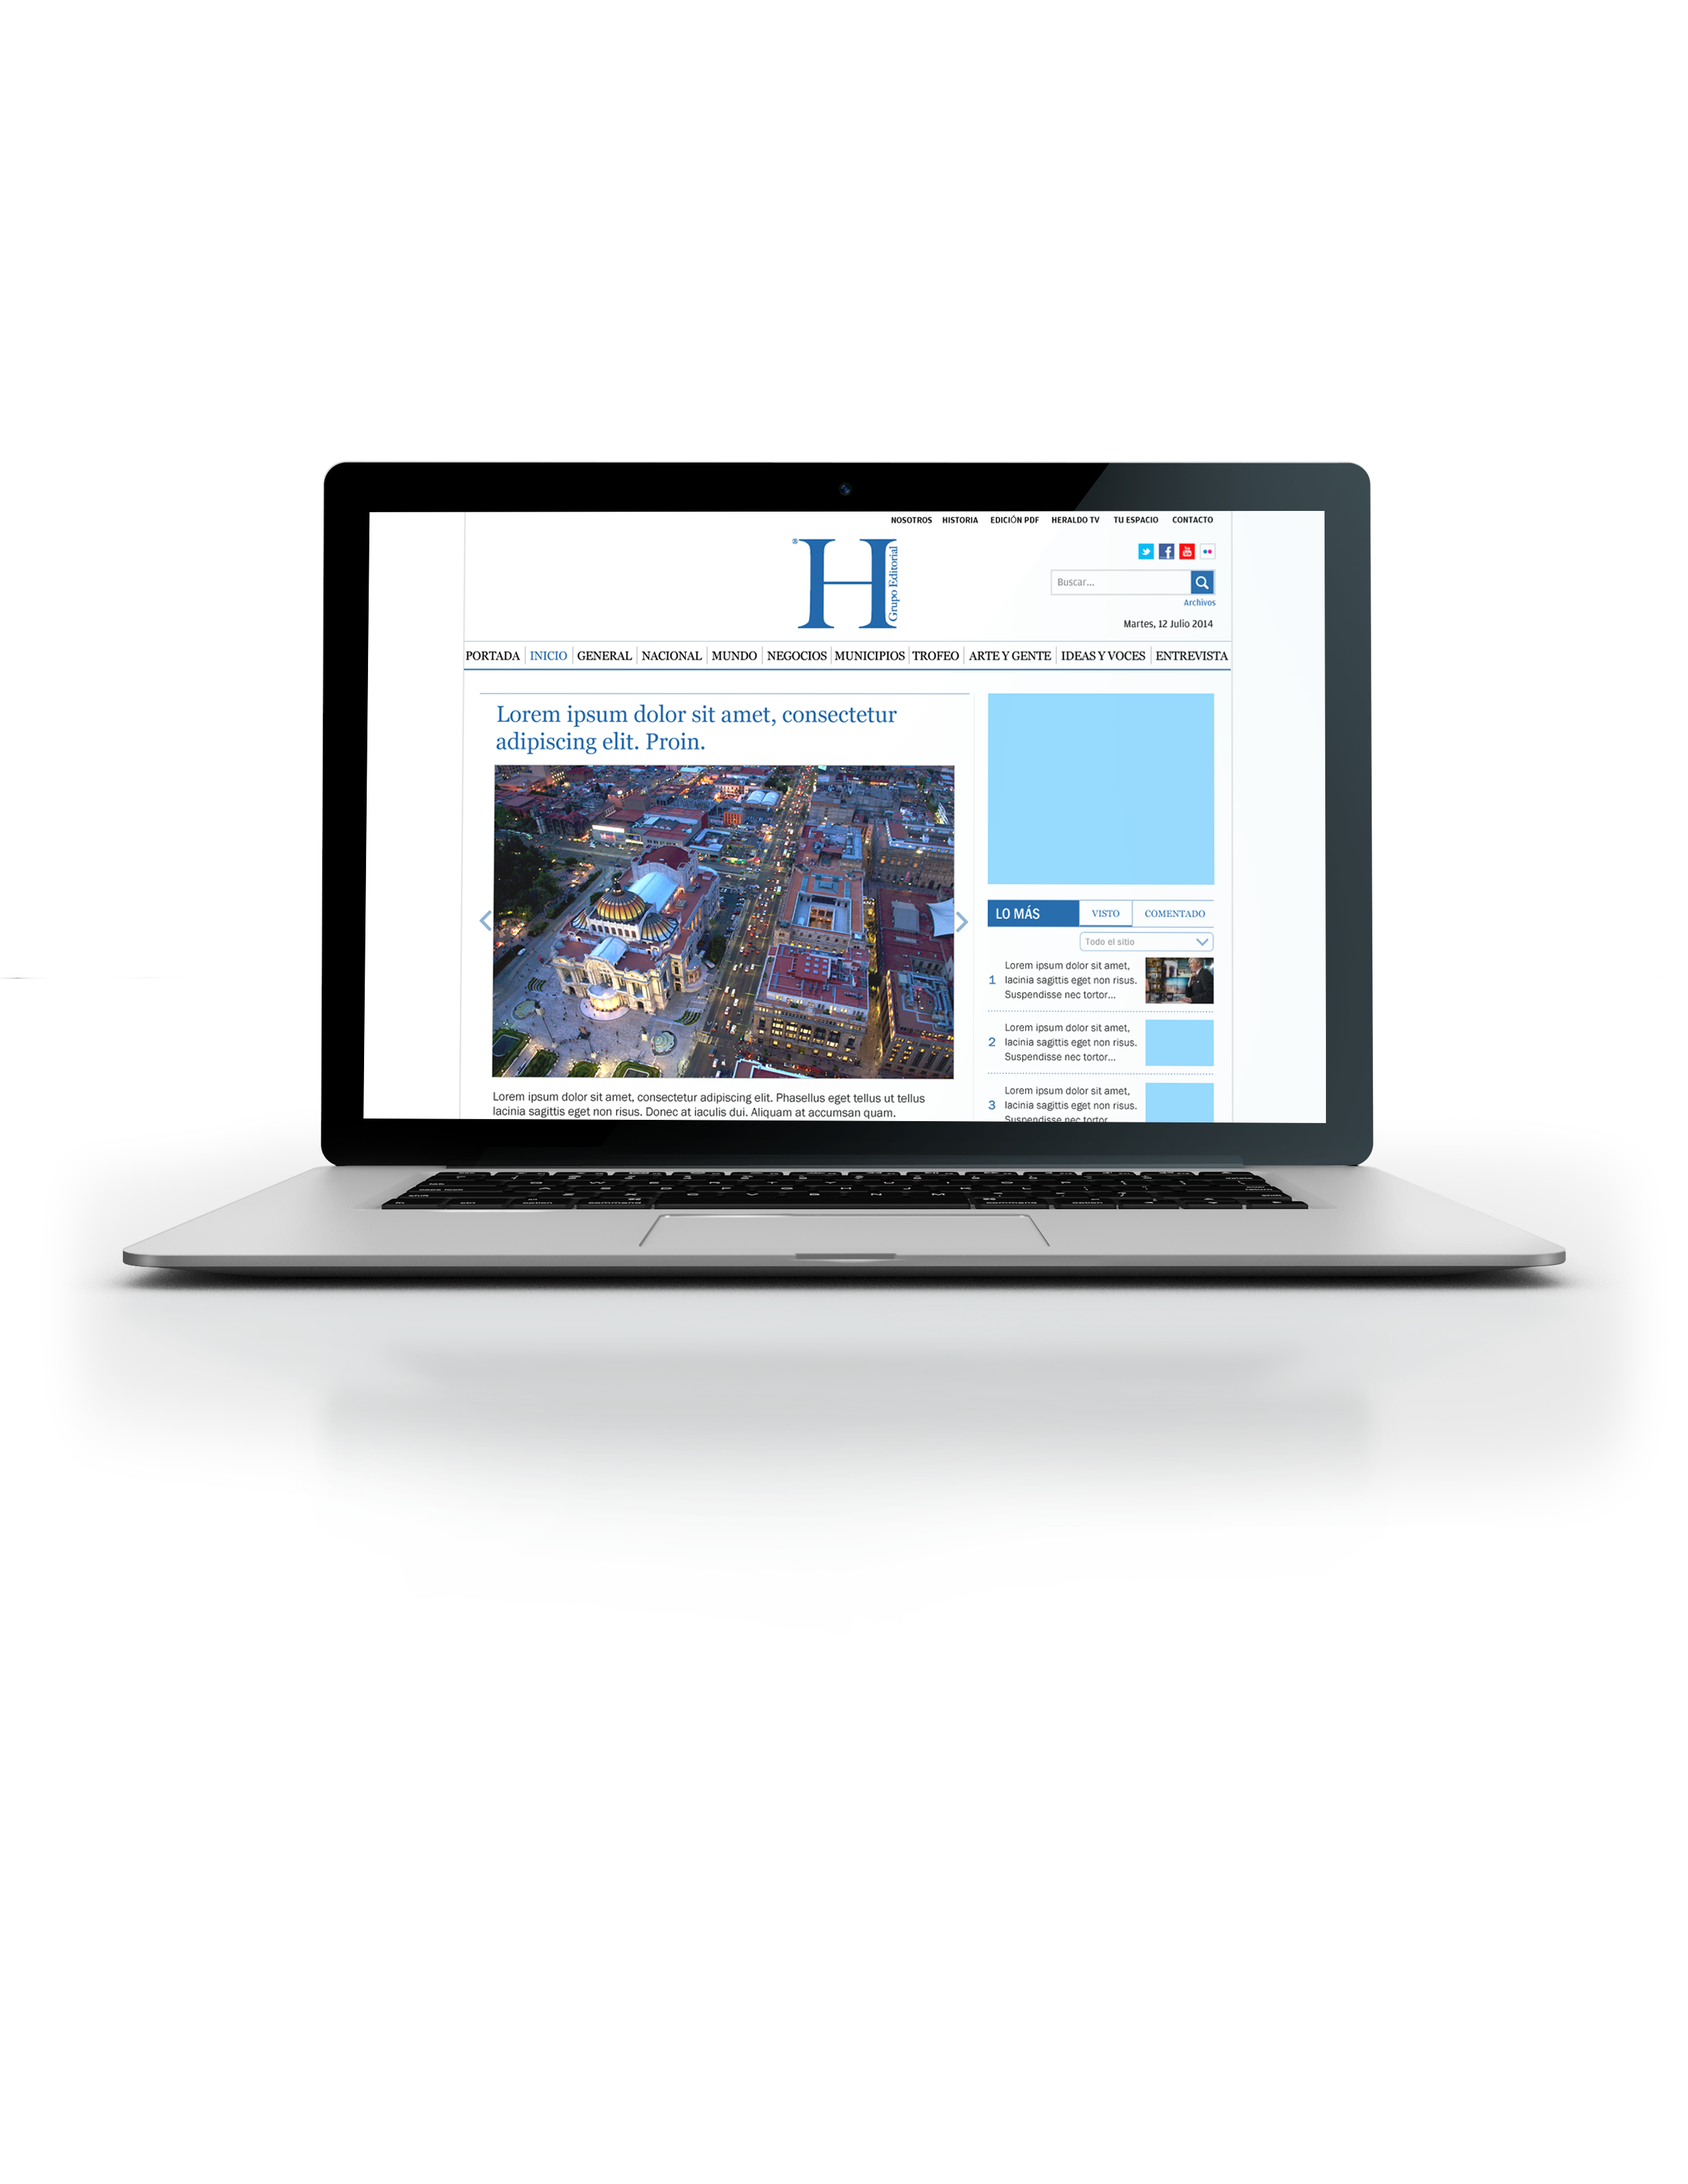 NOSOTROS HISTORIA EDICIÓN PDF HERALDO TV TU ESPACIO CONTACTO
® H Grupo Editorial
Buscar...
Archivos
Martes, 12 Julio 2014
PORTADA INICIO GENERAL NACIONAL MUNDO NEGOCIOS MUNICIPIOS TROFEO ARTE Y GENTE IDEAS Y VOCES ENTREVISTA
Lorem ipsum dolor sit amet, consectetur
adipiscing elit. Proin.
Lorem ipsum dolor sit amet, consectetur adipiscing elit. Phasellus eget tellus ut tellus
lacinia sagittis eget non risus. Donec at iaculis dui. Aliquam at accumsan quam.
LO MÁS VISTO COMENTADO
Todo el sitio
1
Lorem ipsum dolor sit amet,
lacinia sagittis eget non risus.
Suspendisse nec tortor...
2
Lorem ipsum dolor sit amet,
lacinia sagittis eget non risus.
Suspendisse nec tortor...
3
Lorem ipsum dolor sit amet,
lacinia sagittis eget non risus.
Suspendisse nec tortor...